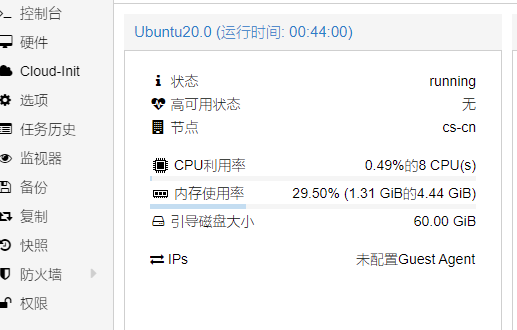 控制台
硬件
Cloud-Init
选项
任务历史
监视器
备份
复制
快照
防火墙
权限
Ubuntu20.0 (运行时间: 00:44:00)
状态 running
高可用状态 无
节点 cs-cn
CPU利用率 0.49%的8 CPU(s)
内存使用率 29.50% (1.31 GiB的4.44 GiB)
引导磁盘大小 60.00 GiB
IPs 未配置Guest Agent